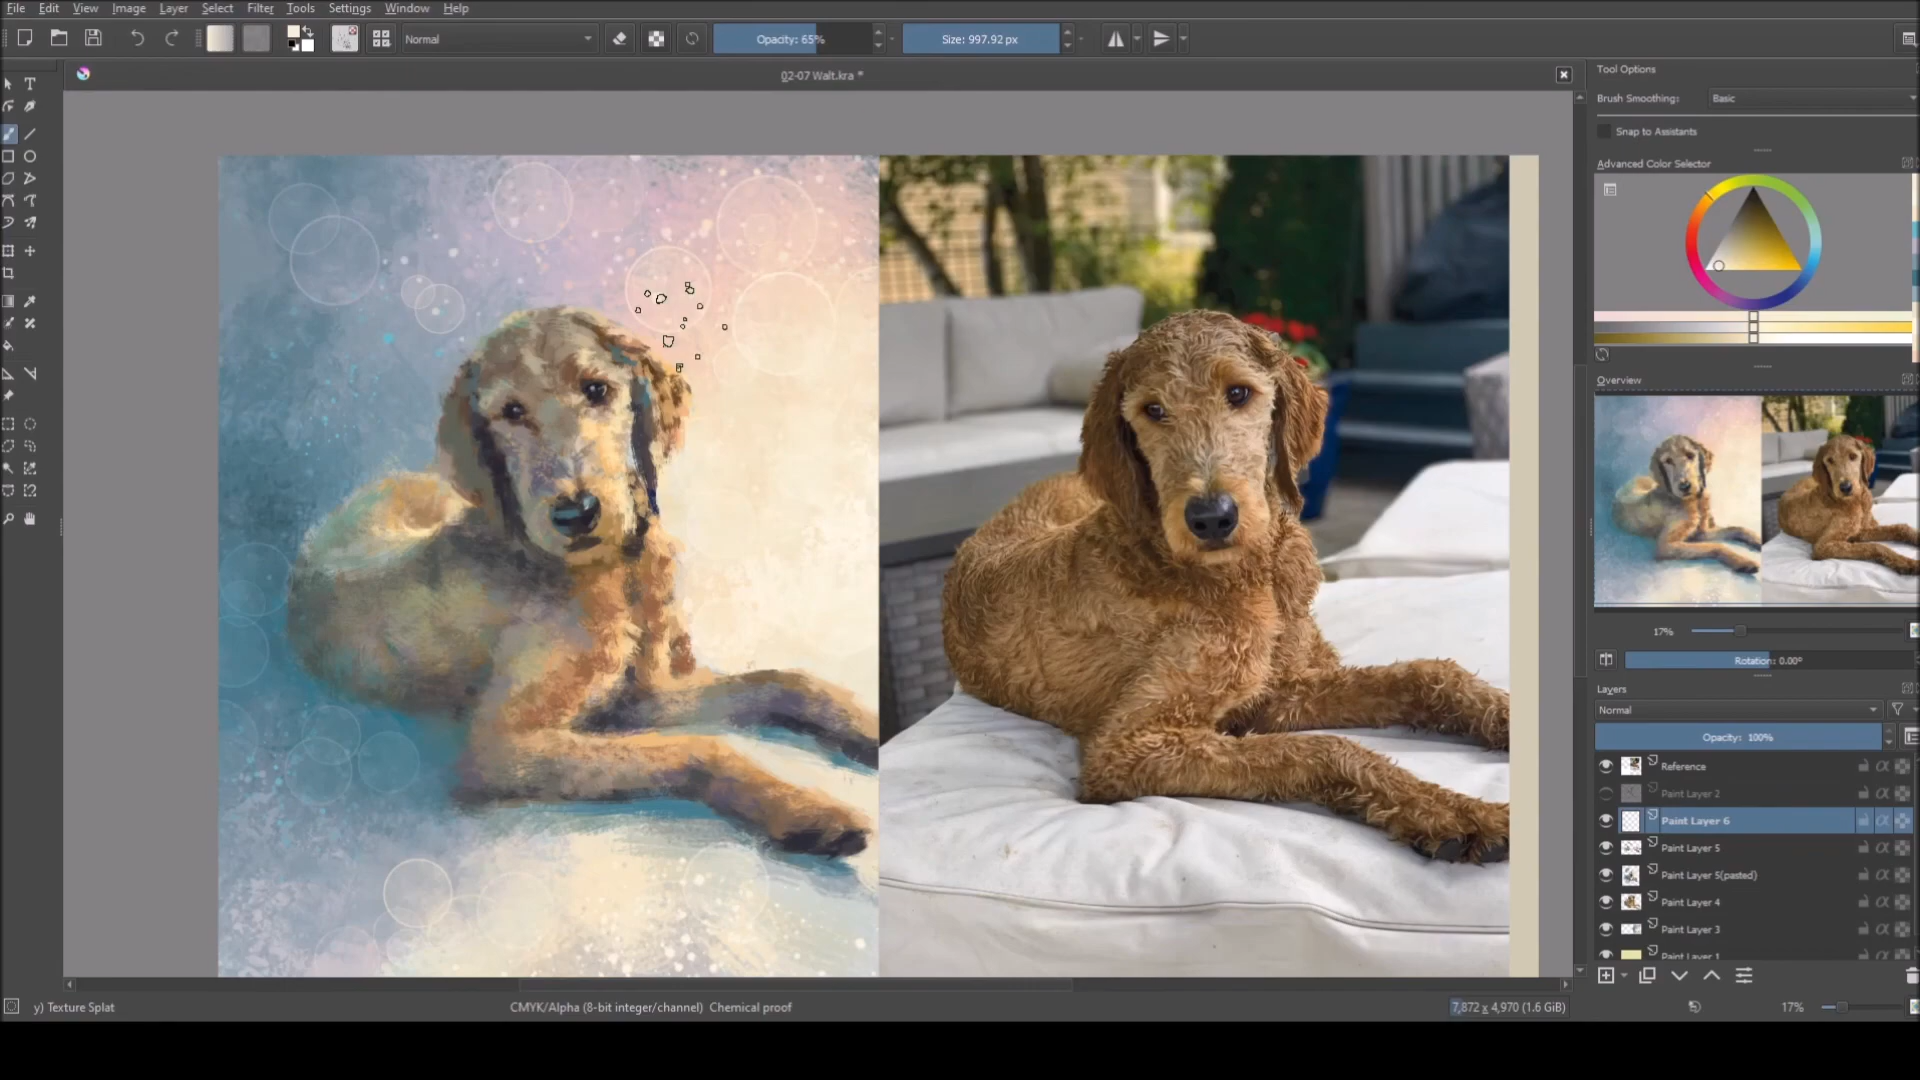 File Edit View Image Layer Select Filter Tools Settings Window Help
Normal
Opacity: 65%
Size: 997.92 px
02-07 Walt.kra *
Tool Options
Brush Smoothing: Basic
Snap to Assistants
Advanced Color Selector
Overview
17%
Rotation: 0.00°
Layers
Normal
Opacity: 100%
Reference
Paint Layer 2
Paint Layer 6
Paint Layer 5
Paint Layer 5(pasted)
Paint Layer 4
Paint Layer 3
Paint Layer 1
y) Texture Splat
CMYK/Alpha (8-bit integer/channel) Chemical proof
7,872 x 4,970 (1.6 GiB)
17%